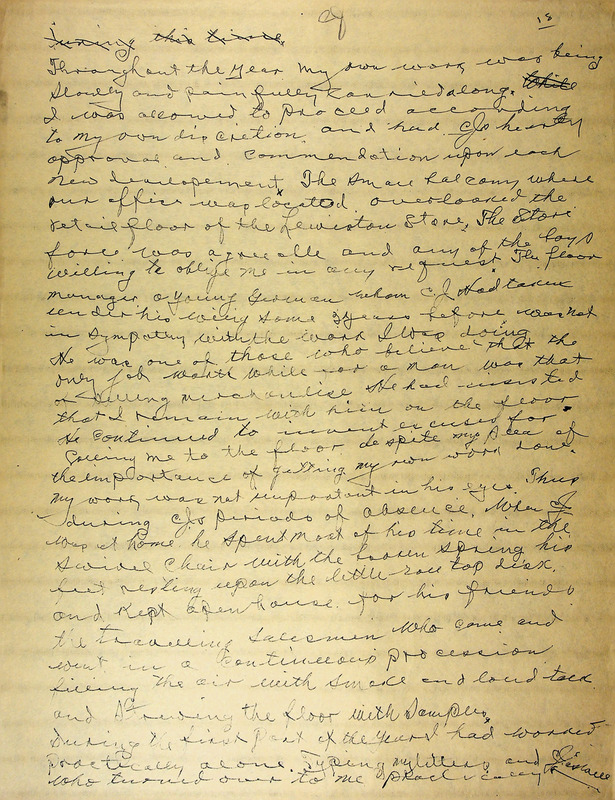 18
during this time
Throughout the year my own work was being
slowly and painfully carried along. While
I was allowed to proceed according
to my own discretion and had CJs hearty
approval and commendation upon each
new development. The small balcony where
our office was located overlooked the
retail floor of the Lewiston Store. The Store
force was agreeable and any of the boys
willing to oblige me in any request. The floor
manager, a young German whom CJ Had taken
under his wing some 3 years before was not
in sympathy with the work I was doing
He was one of those who believe that the
only job worth while for a man was that
of selling merchandise. He had insisted
that I remain with him on the floor.
He continued to invent excuses for
calling me to the floor despite my plea of
the importance of getting my own work done.
My work was not important in his eyes. Thus
during CJs periods of absence. When CJ
was at home he spent most of his time in the
swivel chair with the broken spring his
feet resting upon the little roll top desk.
and kept open house for his friends
the travelling salesmen who came and
went in a continuous procession
filling the air with smoke and loud talk
and strewing the floor with samples.
During the first part of the year I had worked
practically alone. Typing my letters and CJs
who turned over to me practically